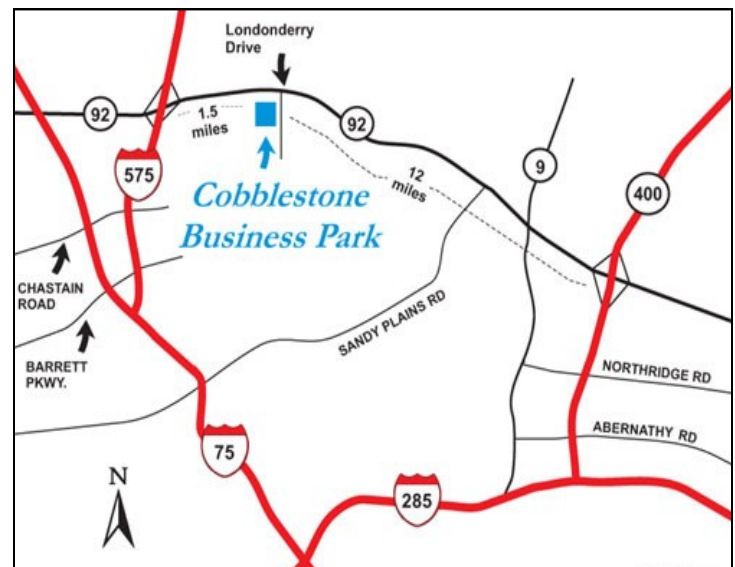 Londonderry
Drive
92
1.5
miles
92
575
12
miles
9
400
Cobblestone
Business Park
CHASTAIN
ROAD
SANDY PLAINS RD
BARRETT
PKWY.
NORTHRIDGE RD
ABERNATHY RD
75
N
285